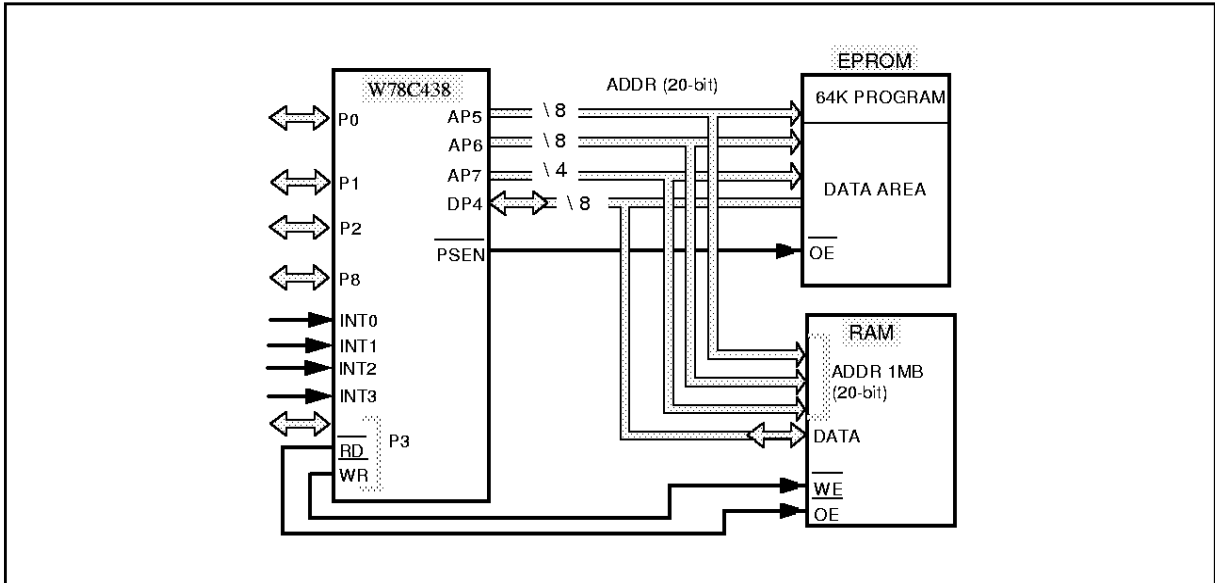 W78C438
P0
P1
P2
P8
INT0
INT1
INT2
INT3
P3
RD
WR
AP5
AP6
AP7
DP4
PSEN
\ 8
\ 8
\ 4
\ 8
ADDR (20-bit)
EPROM
64K PROGRAM
DATA AREA
OE
RAM
ADDR 1MB
(20-bit)
DATA
WE
OE